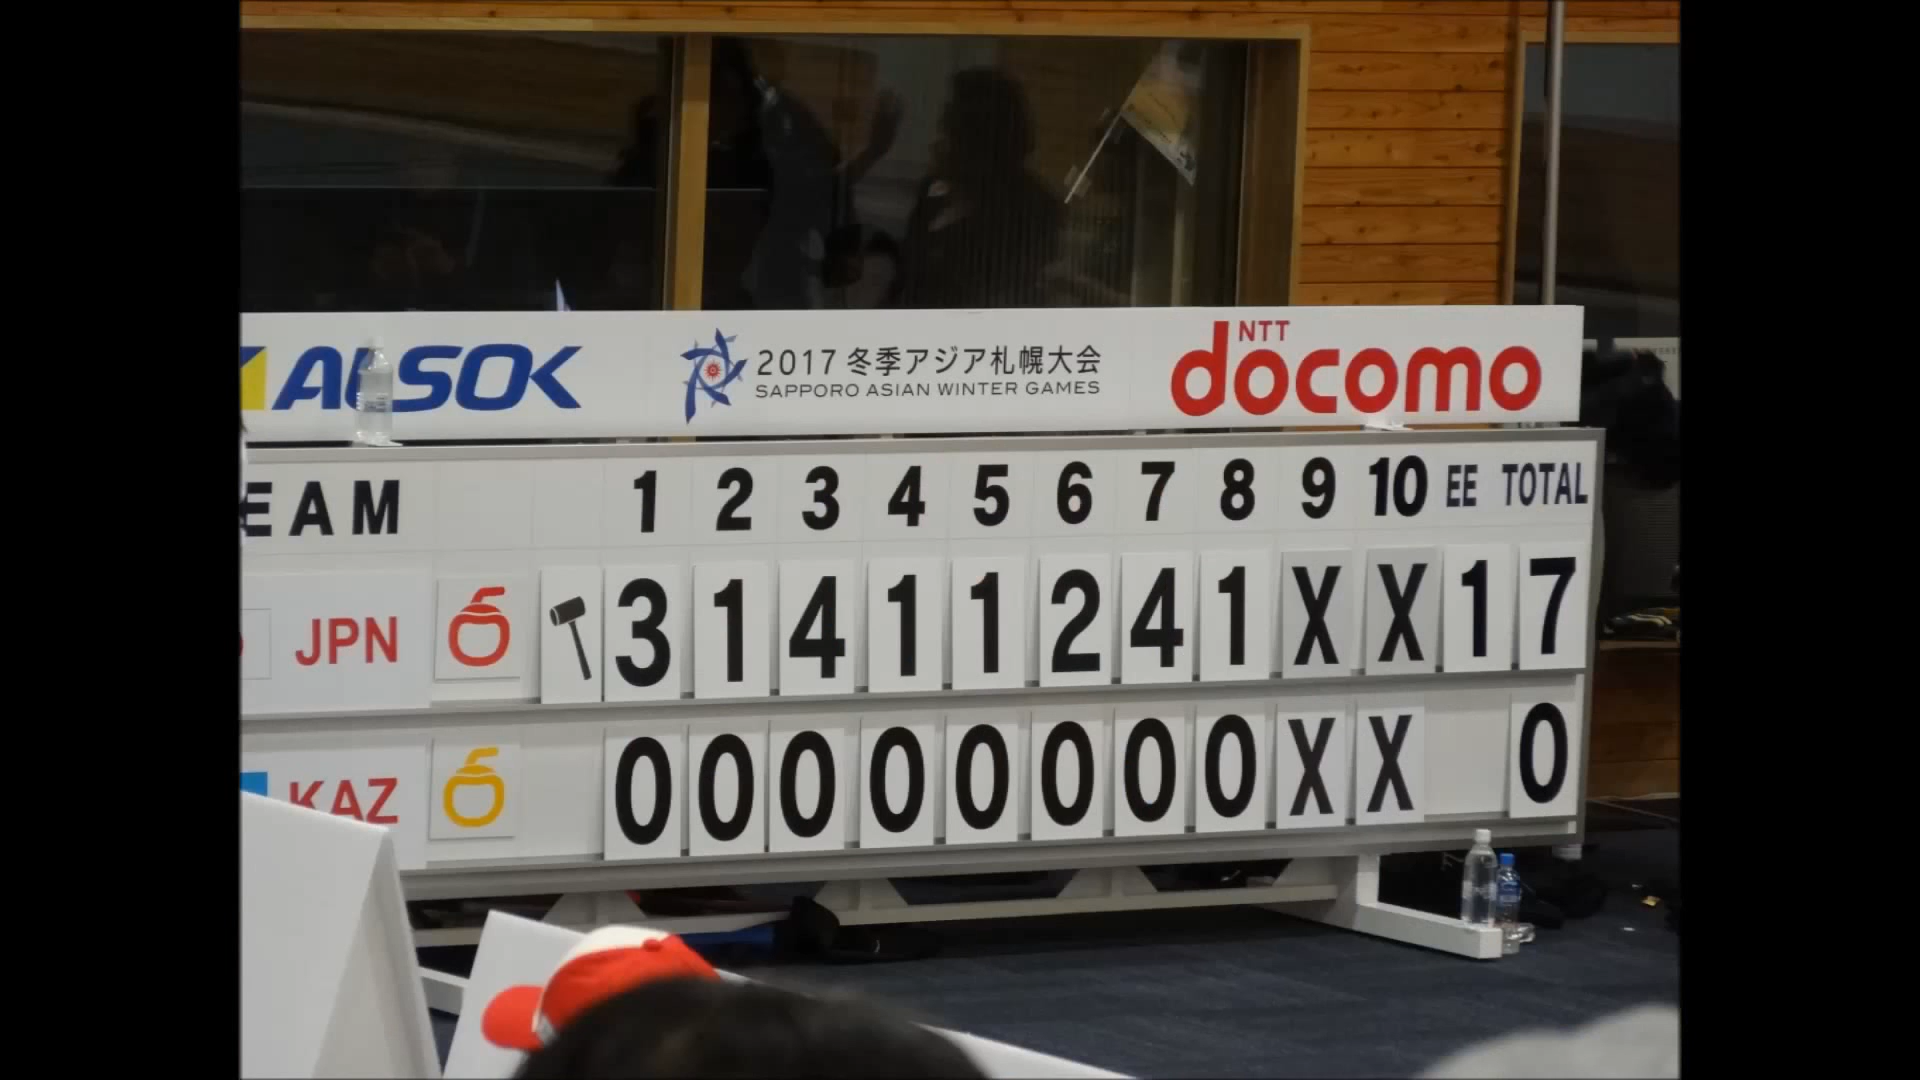 ALSOK
2017 冬季アジア札幌大会
SAPPORO ASIAN WINTER GAMES
NTT
docomo
EAM 1 2 3 4 5 6 7 8 9 10 EE TOTAL
JPN 3 1 4 1 1 2 4 1 X X 1 7
KAZ 0 0 0 0 0 0 0 0 X X 0